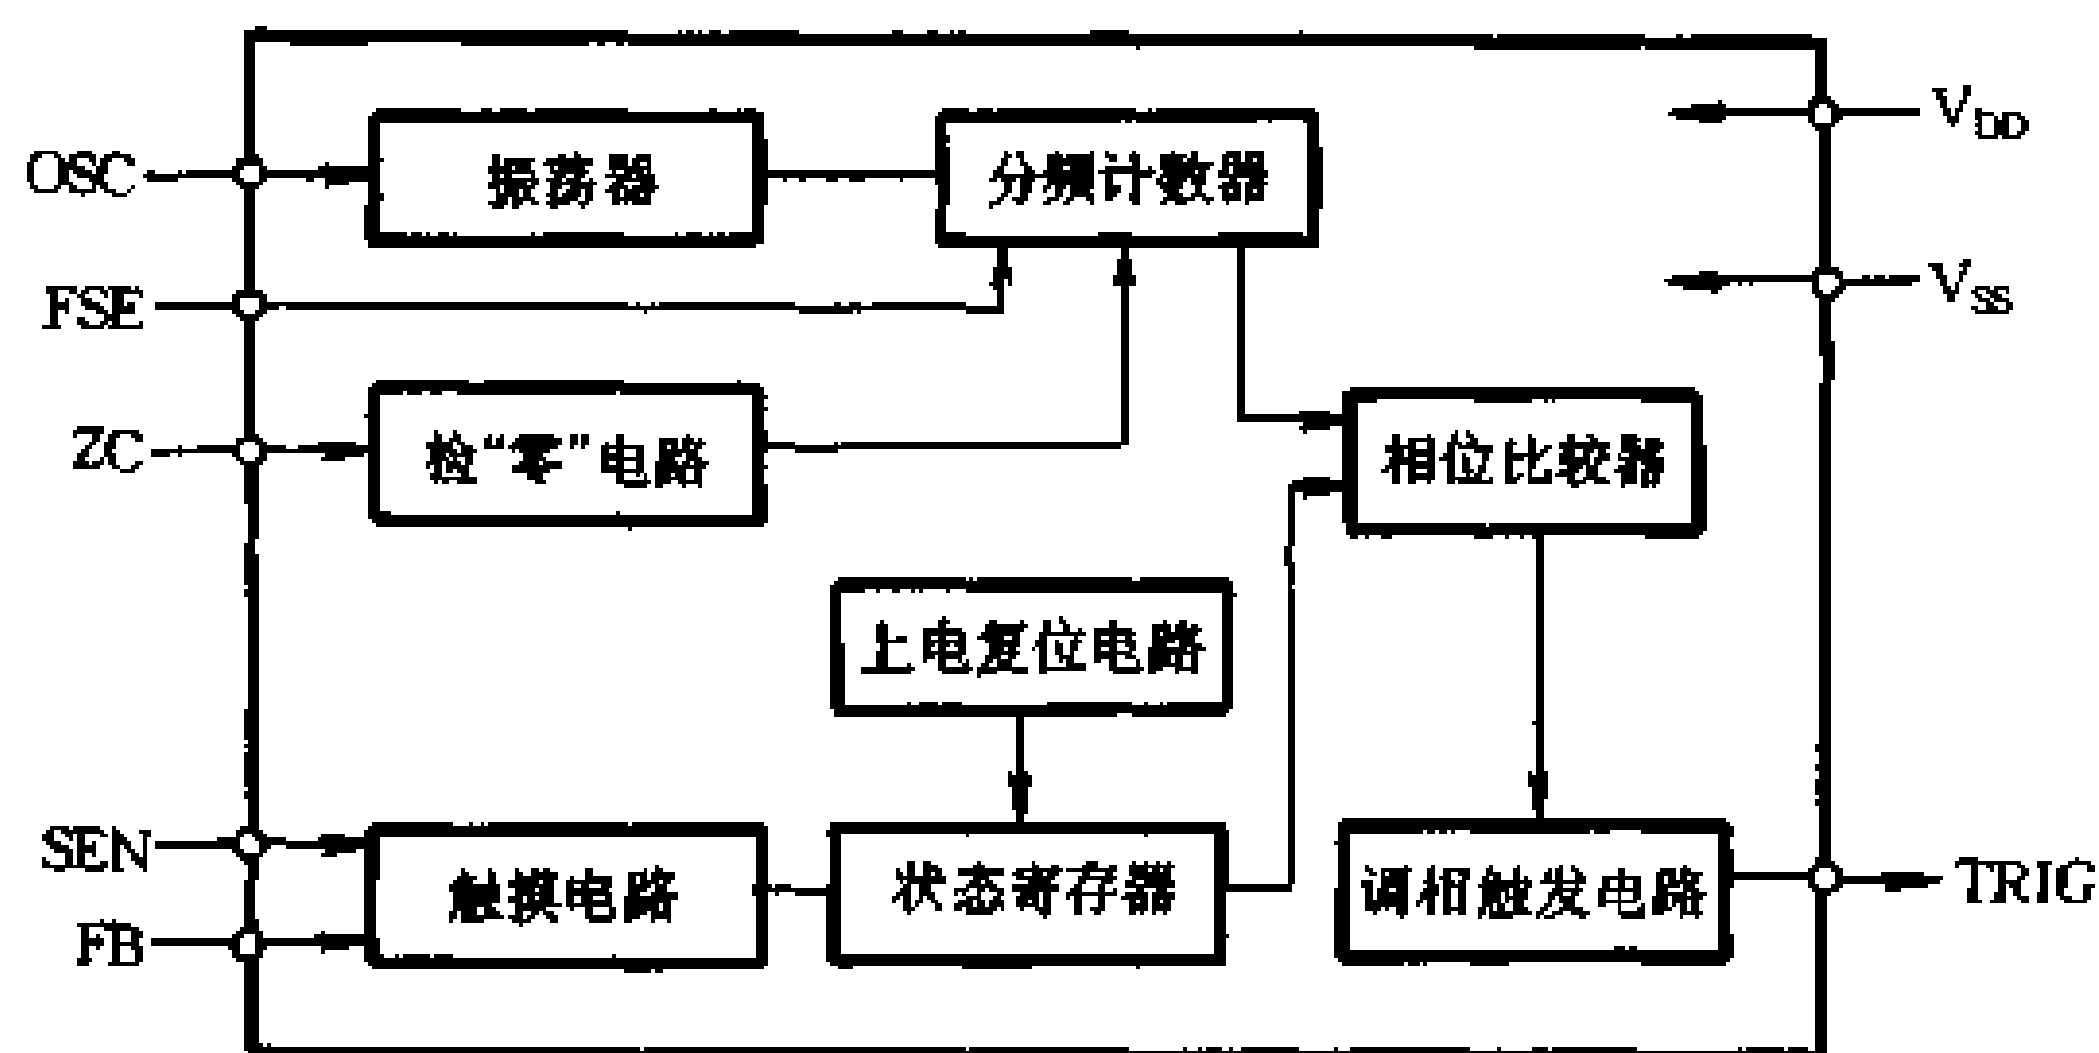 OSC
振荡器
分频计数器
V_DD
FSE
V_SS
ZC
检“零”电路
相位比较器
上电复位电路
SEN
FB
触摸电路
状态寄存器
调相触发电路
TRIG